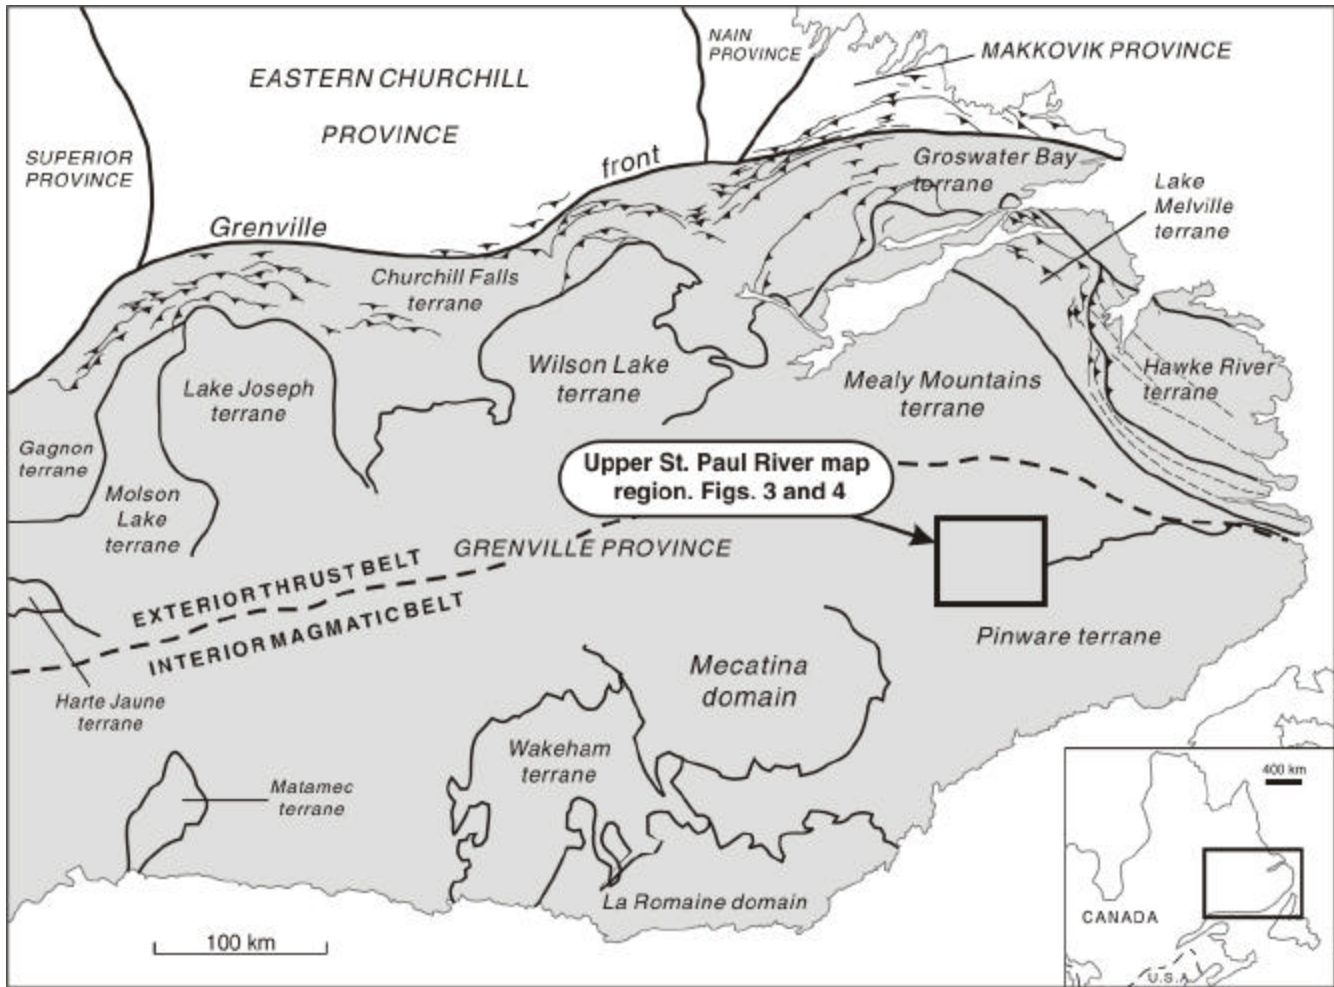 NAIN
PROVINCE
MAKKOVIK PROVINCE
EASTERN CHURCHILL
PROVINCE
SUPERIOR
PROVINCE
front
Groswater Bay
terrane
Lake
Melville
terrane
Grenville
Churchill Falls
terrane
Wilson Lake
terrane
Mealy Mountains
terrane
Hawke River
terrane
Lake Joseph
terrane
Gagnon
terrane
Molson
Lake
terrane
Upper St. Paul River map
region. Figs. 3 and 4
GRENVILLE PROVINCE
EXTERIOR THRUST BELT
INTERIOR MAGMATIC BELT
Pinware terrane
Mecatina
domain
Harte Jaune
terrane
Wakeham
terrane
Matamec
terrane
La Romaine domain
100 km
400 km
CANADA
U.S.A.